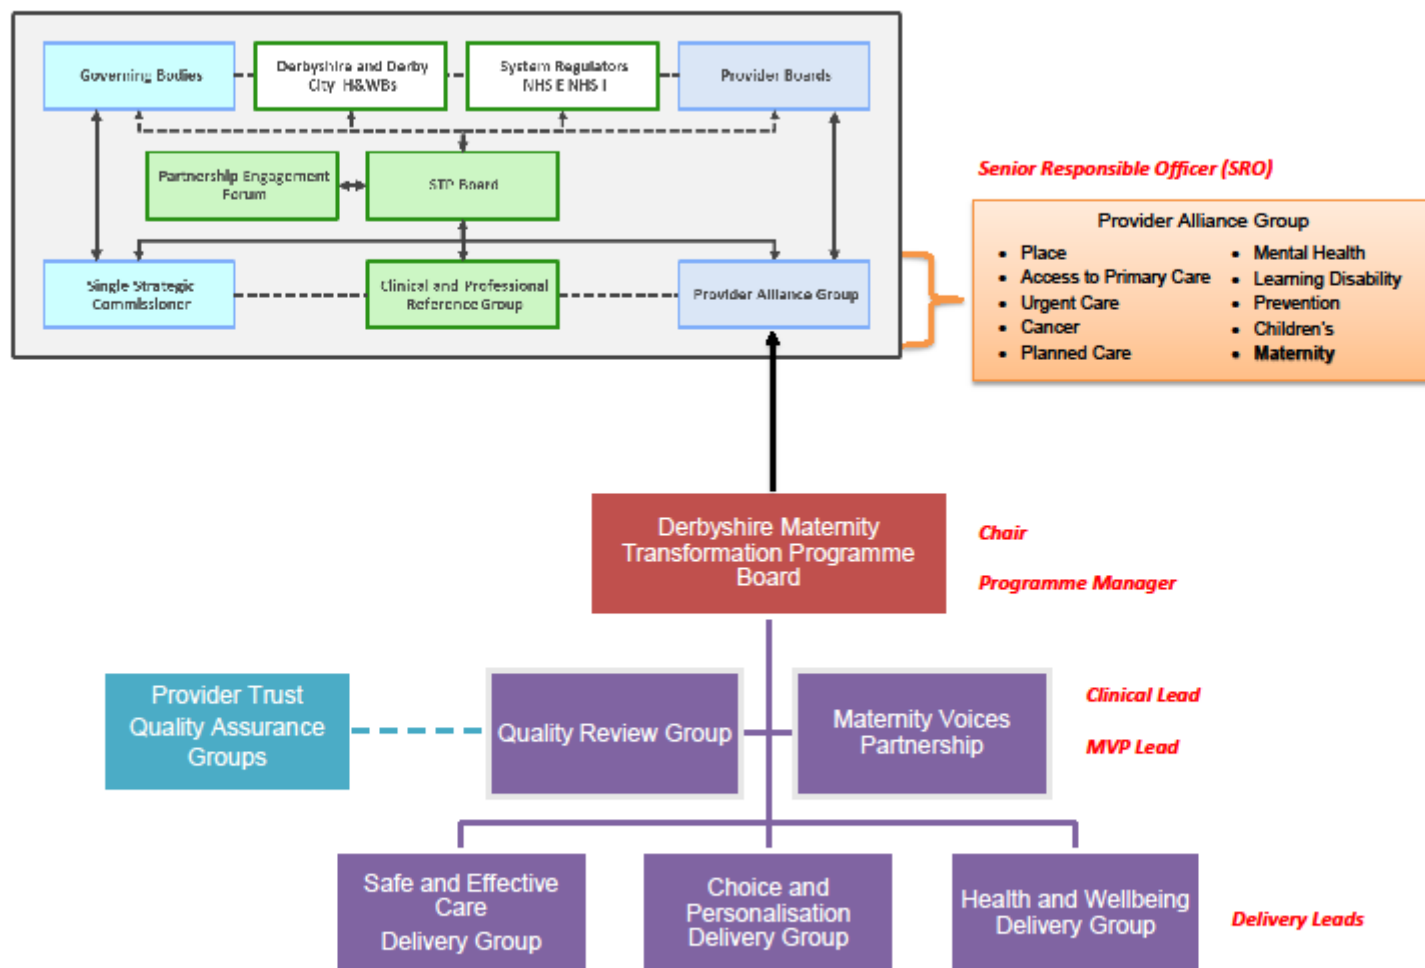 Governing Bodies
Derbyshire and Derby
City H&WBs
System Regulators
NHS E NHS I
Provider Boards
Partnership Engagement
Forum
STP Board
Single Strategic
Commissioner
Clinical and Professional
Reference Group
Provider Alliance Group
Senior Responsible Officer (SRO)
Provider Alliance Group
• Place
• Access to Primary Care
• Urgent Care
• Cancer
• Planned Care
• Mental Health
• Learning Disability
• Prevention
• Children's
• Maternity
Derbyshire Maternity
Transformation Programme
Board
Chair
Programme Manager
Provider Trust
Quality Assurance
Groups
Quality Review Group
Maternity Voices
Partnership
Clinical Lead
MVP Lead
Safe and Effective
Care
Delivery Group
Choice and
Personalisation
Delivery Group
Health and Wellbeing
Delivery Group
Delivery Leads